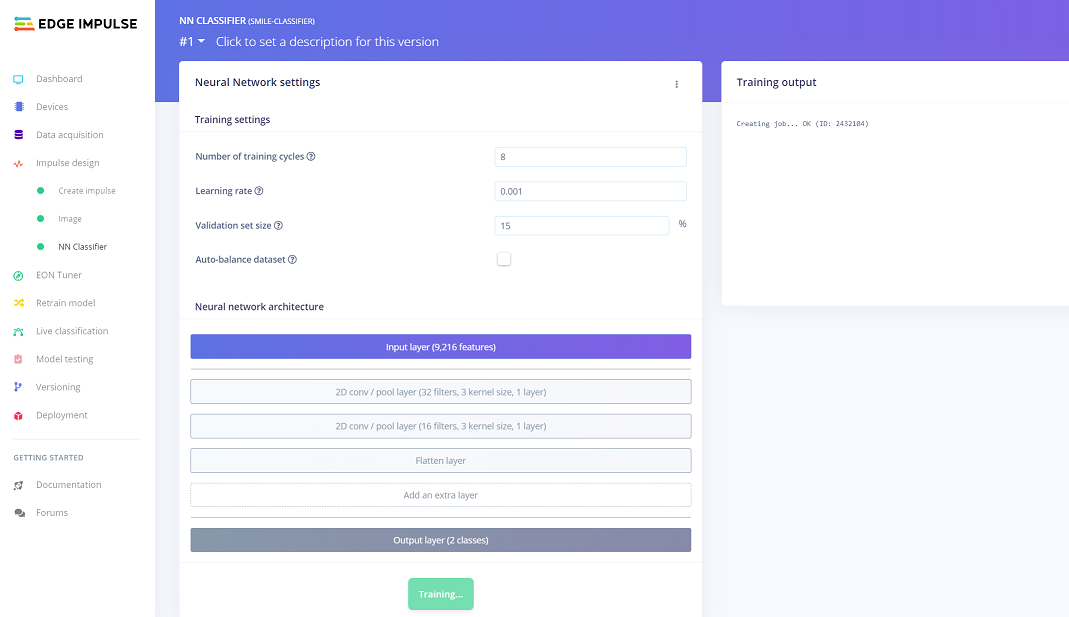 EDGE IMPULSE
Dashboard
Devices
Data acquisition
Impulse design
Create impulse
Image
NN Classifier
EON Tuner
Retrain model
Live classification
Model testing
Versioning
Deployment
GETTING STARTED
Documentation
Forums
NN CLASSIFIER (SMILE-CLASSIFIER)
#1 Click to set a description for this version
Neural Network settings
Training settings
Number of training cycles ? 8
Learning rate ? 0.001
Validation set size ? 15 %
Auto-balance dataset ?
Neural network architecture
Input layer (9,216 features)
2D conv / pool layer (32 filters, 3 kernel size, 1 layer)
2D conv / pool layer (16 filters, 3 kernel size, 1 layer)
Flatten layer
Add an extra layer
Output layer (2 classes)
Training...
Training output
Creating job... OK (ID: 2432104)